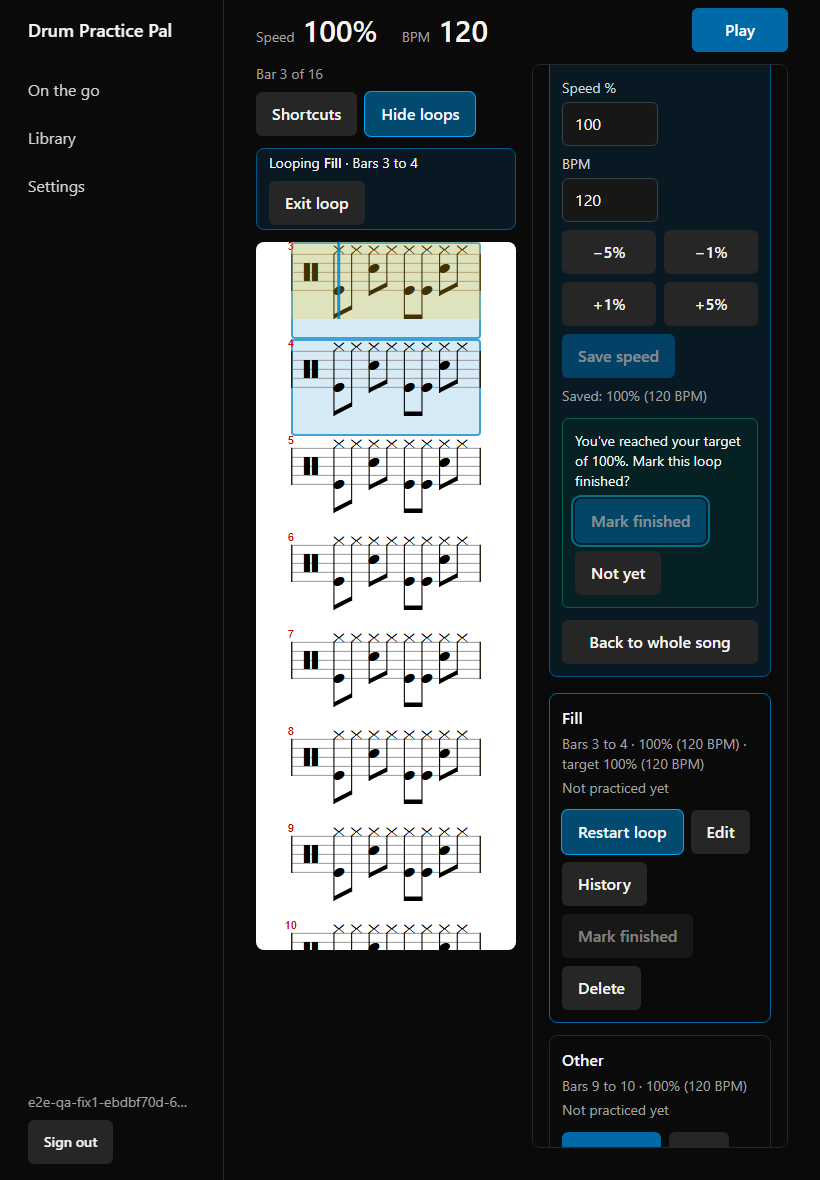 Drum Practice Pal
On the go
Library
Settings
e2e-qa-fix1-ebdbf70d-6...
Sign out
Speed 100% BPM 120
Play
Bar 3 of 16
Shortcuts
Hide loops
Looping Fill · Bars 3 to 4
Exit loop
3
4
5
6
7
8
9
10
Speed %
100
BPM
120
−5%
−1%
+1%
+5%
Save speed
Saved: 100% (120 BPM)
You've reached your target
of 100%. Mark this loop
finished?
Mark finished
Not yet
Back to whole song
Fill
Bars 3 to 4 · 100% (120 BPM) ·
target 100% (120 BPM)
Not practiced yet
Restart loop
Edit
History
Mark finished
Delete
Other
Bars 9 to 10 · 100% (120 BPM)
Not practiced yet